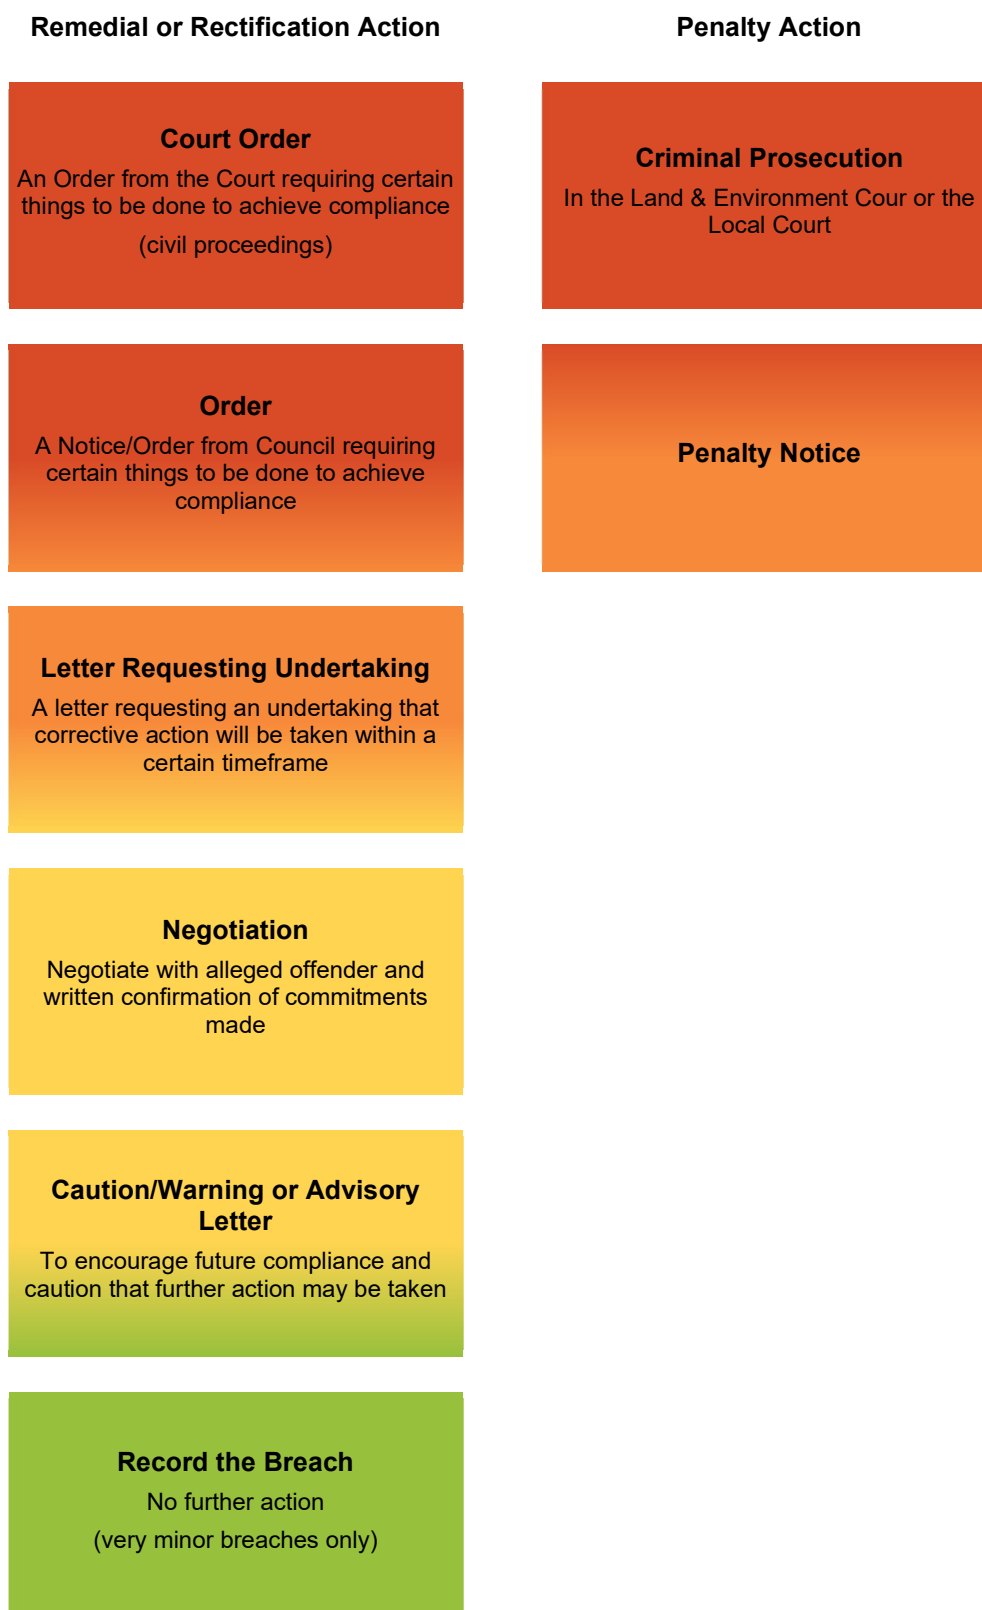 Remedial or Rectification Action
Penalty Action
Court Order
An Order from the Court requiring certain
things to be done to achieve compliance
(civil proceedings)
Criminal Prosecution
In the Land & Environment Cour or the
Local Court
Order
A Notice/Order from Council requiring
certain things to be done to achieve
compliance
Penalty Notice
Letter Requesting Undertaking
A letter requesting an undertaking that
corrective action will be taken within a
certain timeframe
Negotiation
Negotiate with alleged offender and
written confirmation of commitments
made
Caution/Warning or Advisory
Letter
To encourage future compliance and
caution that further action may be taken
Record the Breach
No further action
(very minor breaches only)